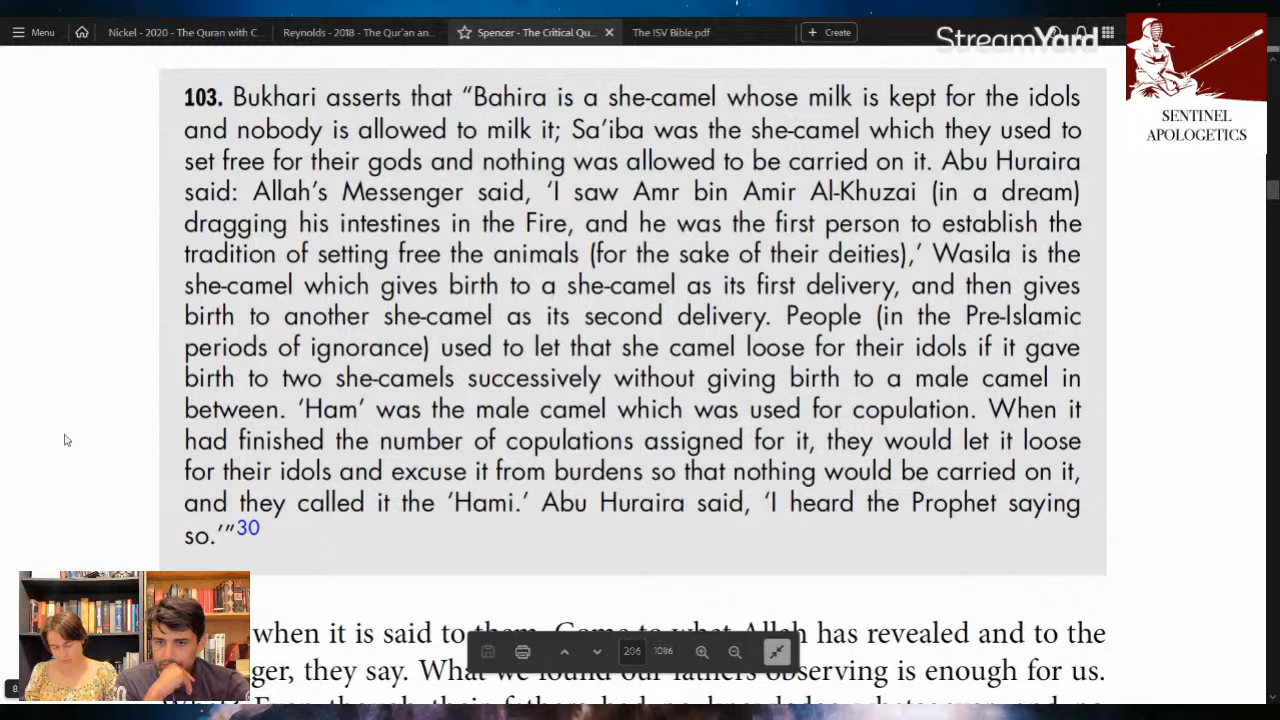 Menu
Nickel - 2020 - The Quran with C...
Reynolds - 2018 - The Qur'an an...
Spencer - The Critical Qu...
The ISV Bible.pdf
Create
StreamYard
SENTINEL
APOLOGETICS
103. Bukhari asserts that “Bahira is a she-camel whose milk is kept for the idols
and nobody is allowed to milk it; Sa’iba was the she-camel which they used to
set free for their gods and nothing was allowed to be carried on it. Abu Huraira
said: Allah’s Messenger said, ‘I saw Amr bin Amir Al-Khuzai (in a dream)
dragging his intestines in the Fire, and he was the first person to establish the
tradition of setting free the animals (for the sake of their deities),’ Wasila is the
she-camel which gives birth to a she-camel as its first delivery, and then gives
birth to another she-camel as its second delivery. People (in the Pre-Islamic
periods of ignorance) used to let that she camel loose for their idols if it gave
birth to two she-camels successively without giving birth to a male camel in
between. ‘Ham’ was the male camel which was used for copulation. When it
had finished the number of copulations assigned for it, they would let it loose
for their idols and excuse it from burdens so that nothing would be carried on it,
and they called it the ‘Hami.’ Abu Huraira said, ‘I heard the Prophet saying
so.’”30
when it is said to them, Come to what Allah has revealed and to the
ger, they say, What we found our fathers observing is enough for us.
206 1086